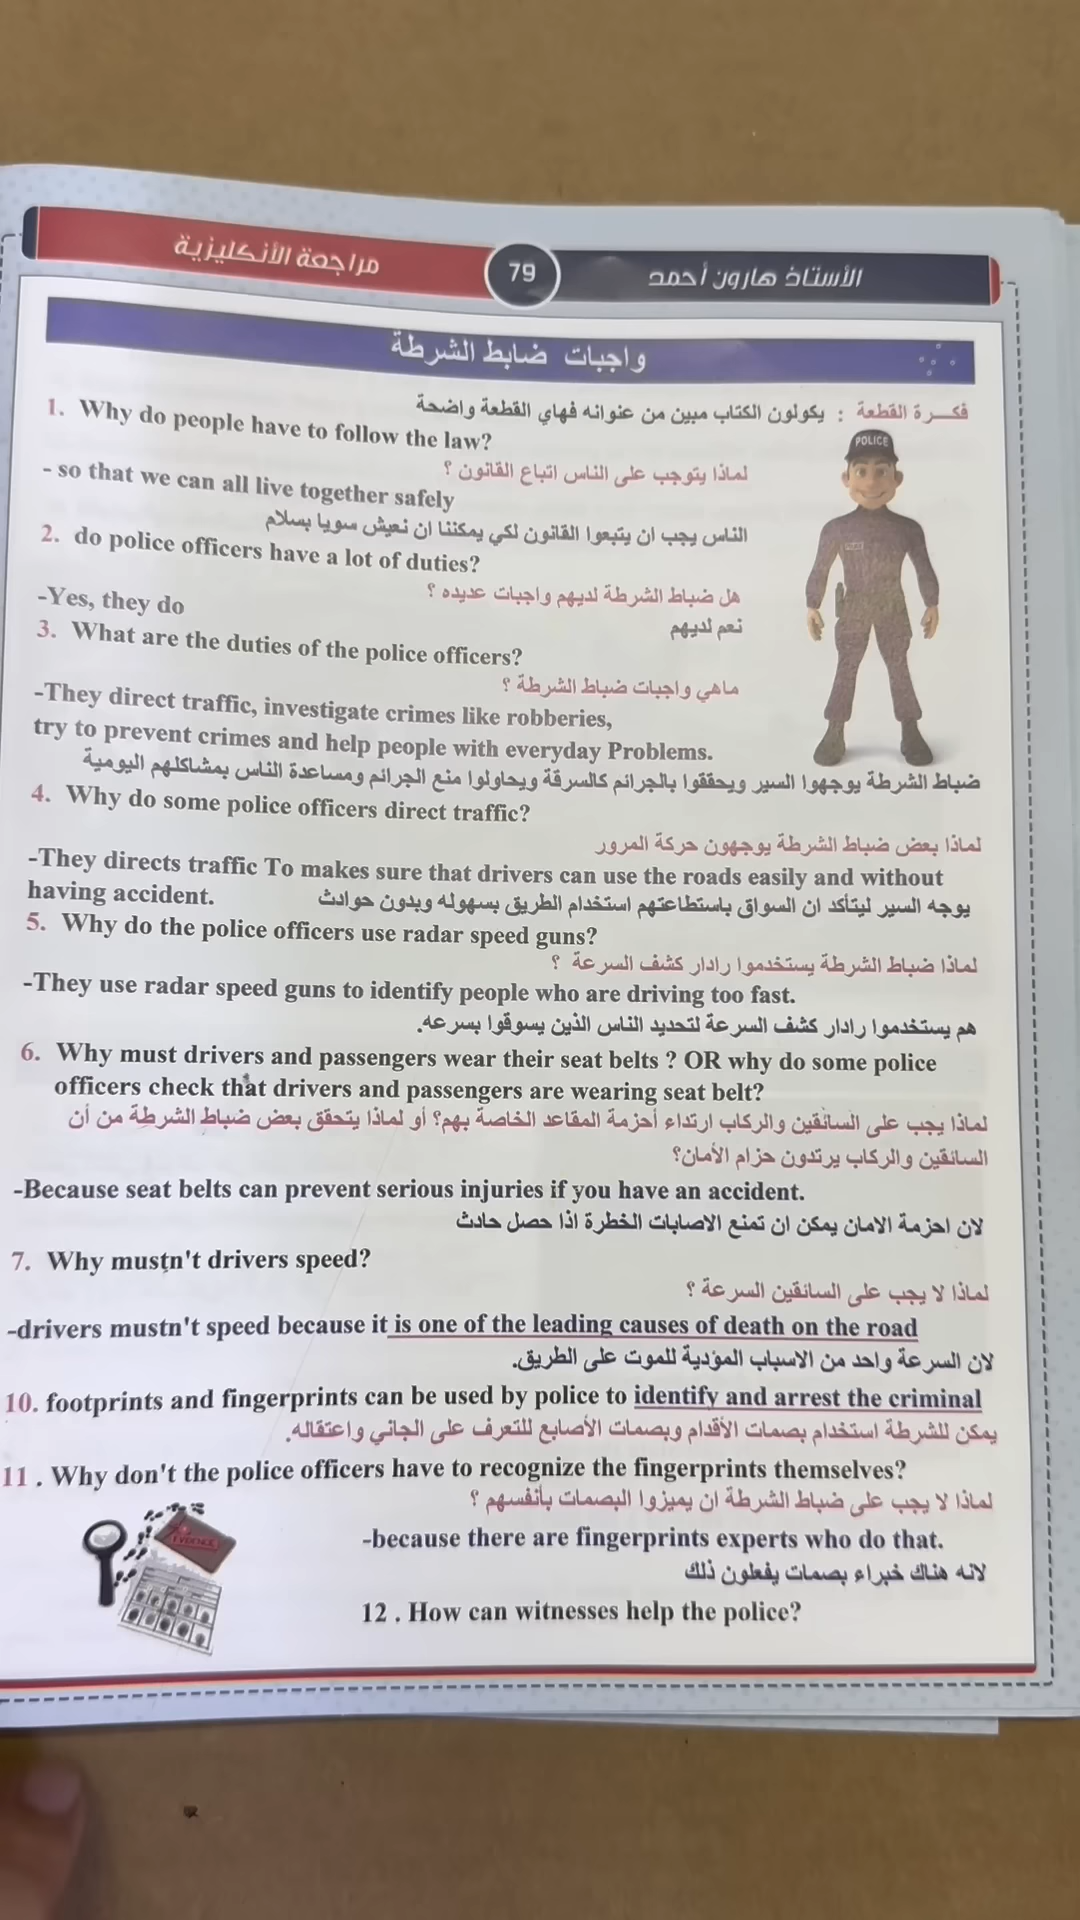 مراجعة الأنكليزية
79
الأستاذ هارون أحمد
واجبات ضابط الشرطة
فكـــرة القطعة : يكولون الكتاب مبين من عنوانه فهاي القطعة واضحة
1. Why do people have to follow the law?
POLICE
لماذا يتوجب على الناس اتباع القانون ؟
- so that we can all live together safely
الناس يجب ان يتبعوا القانون لكي يمكننا ان نعيش سويا بسلام
2. do police officers have a lot of duties?
هل ضباط الشرطة لديهم واجبات عديده ؟
-Yes, they do
نعم لديهم
3. What are the duties of the police officers?
ماهي واجبات ضباط الشرطة ؟
-They direct traffic, investigate crimes like robberies,
try to prevent crimes and help people with everyday Problems.
ضباط الشرطة يوجهوا السير ويحققوا بالجرائم كالسرقة ويحاولوا منع الجرائم ومساعدة الناس بمشاكلهم اليومية
4. Why do some police officers direct traffic?
لماذا بعض ضباط الشرطة يوجهون حركة المرور
-They directs traffic To makes sure that drivers can use the roads easily and without
having accident.
يوجه السير ليتأكد ان السواق باستطاعتهم استخدام الطريق بسهوله وبدون حوادث
5. Why do the police officers use radar speed guns?
لماذا ضباط الشرطة يستخدموا رادار كشف السرعة ؟
-They use radar speed guns to identify people who are driving too fast.
هم يستخدموا رادار كشف السرعة لتحديد الناس الذين يسوقوا بسرعه.
6. Why must drivers and passengers wear their seat belts ? OR why do some police
officers check that drivers and passengers are wearing seat belt?
لماذا يجب على السائقين والركاب ارتداء أحزمة المقاعد الخاصة بهم؟ أو لماذا يتحقق بعض ضباط الشرطة من أن
السائقين والركاب يرتدون حزام الأمان؟
-Because seat belts can prevent serious injuries if you have an accident.
لان احزمة الامان يمكن ان تمنع الاصابات الخطرة اذا حصل حادث
7. Why mustn't drivers speed?
لماذا لا يجب على السائقين السرعة ؟
-drivers mustn't speed because it is one of the leading causes of death on the road
لان السرعة واحد من الاسباب المؤدية للموت على الطريق.
10. footprints and fingerprints can be used by police to identify and arrest the criminal
يمكن للشرطة استخدام بصمات الأقدام وبصمات الأصابع للتعرف على الجاني واعتقاله.
11 . Why don't the police officers have to recognize the fingerprints themselves?
لماذا لا يجب على ضباط الشرطة ان يميزوا البصمات بأنفسهم ؟
-because there are fingerprints experts who do that.
لانه هناك خبراء بصمات يفعلون ذلك
12 . How can witnesses help the police?